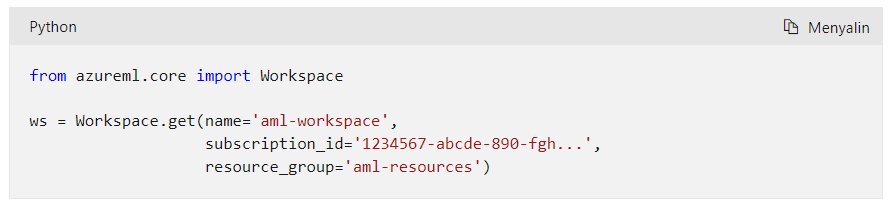 Python
Menyalin
from azureml.core import Workspace
ws = Workspace.get(name='aml-workspace',
subscription_id='1234567-abcde-890-fgh...',
resource_group='aml-resources')